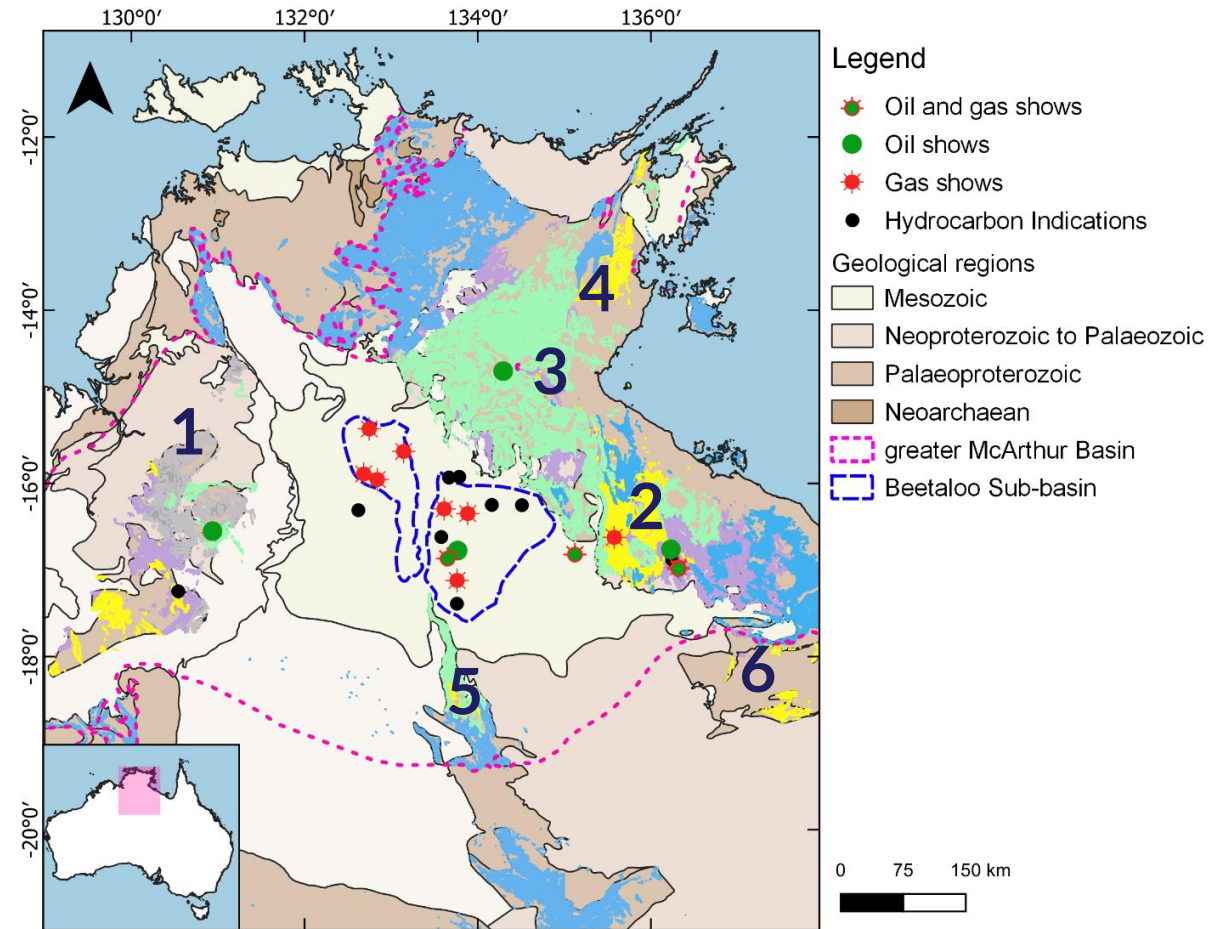 130°0′ 132°0′ 134°0′ 136°0′
-12°0′
-14°0′
-16°0′
-18°0′
-20°0′
1
2
3
4
5
6
Legend
Oil and gas shows
Oil shows
Gas shows
Hydrocarbon Indications
Geological regions
Mesozoic
Neoproterozoic to Palaeozoic
Palaeoproterozoic
Neoarchaean
greater McArthur Basin
Beetaloo Sub-basin
0 75 150 km